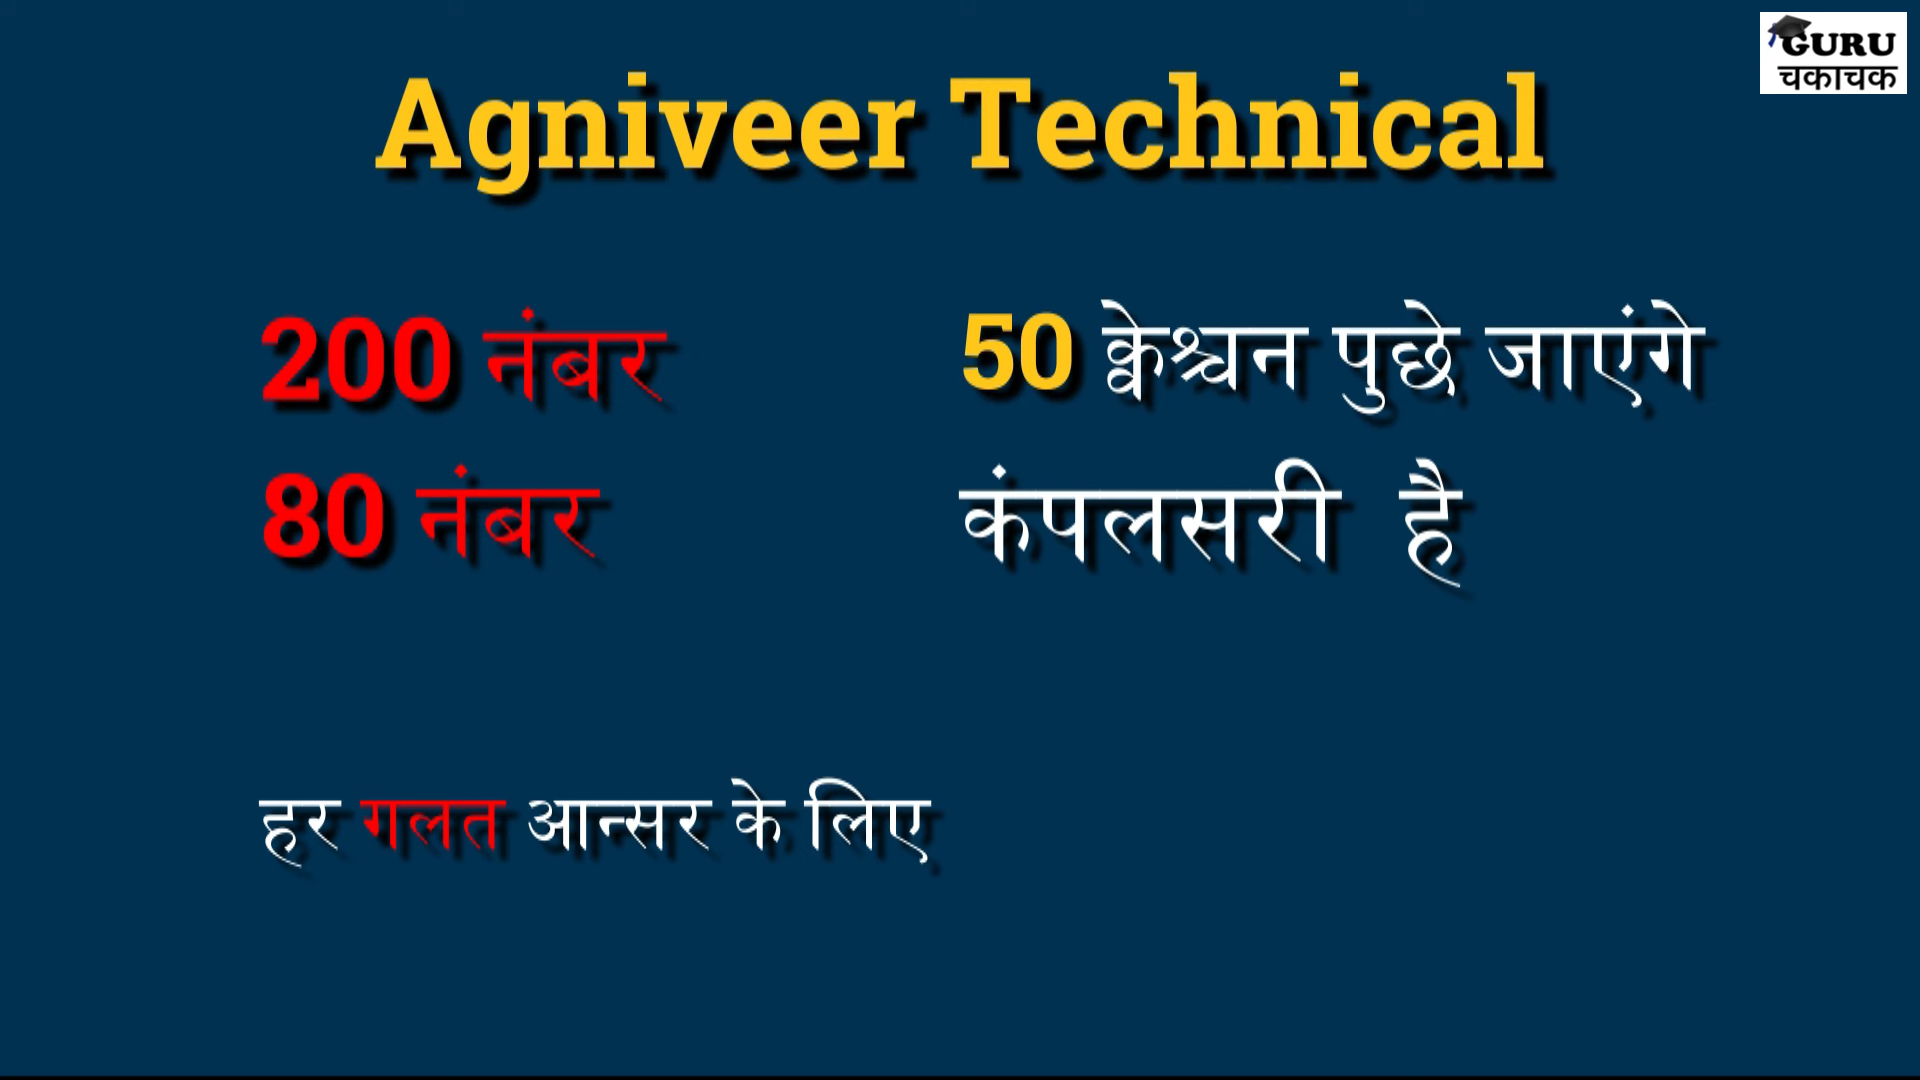 GURU
चकाचक
Agniveer Technical
200 नंबर
50 क्वेश्चन पुछे जाएंगे
80 नंबर
कंपलसरी है
हर गलत आन्सर के लिए